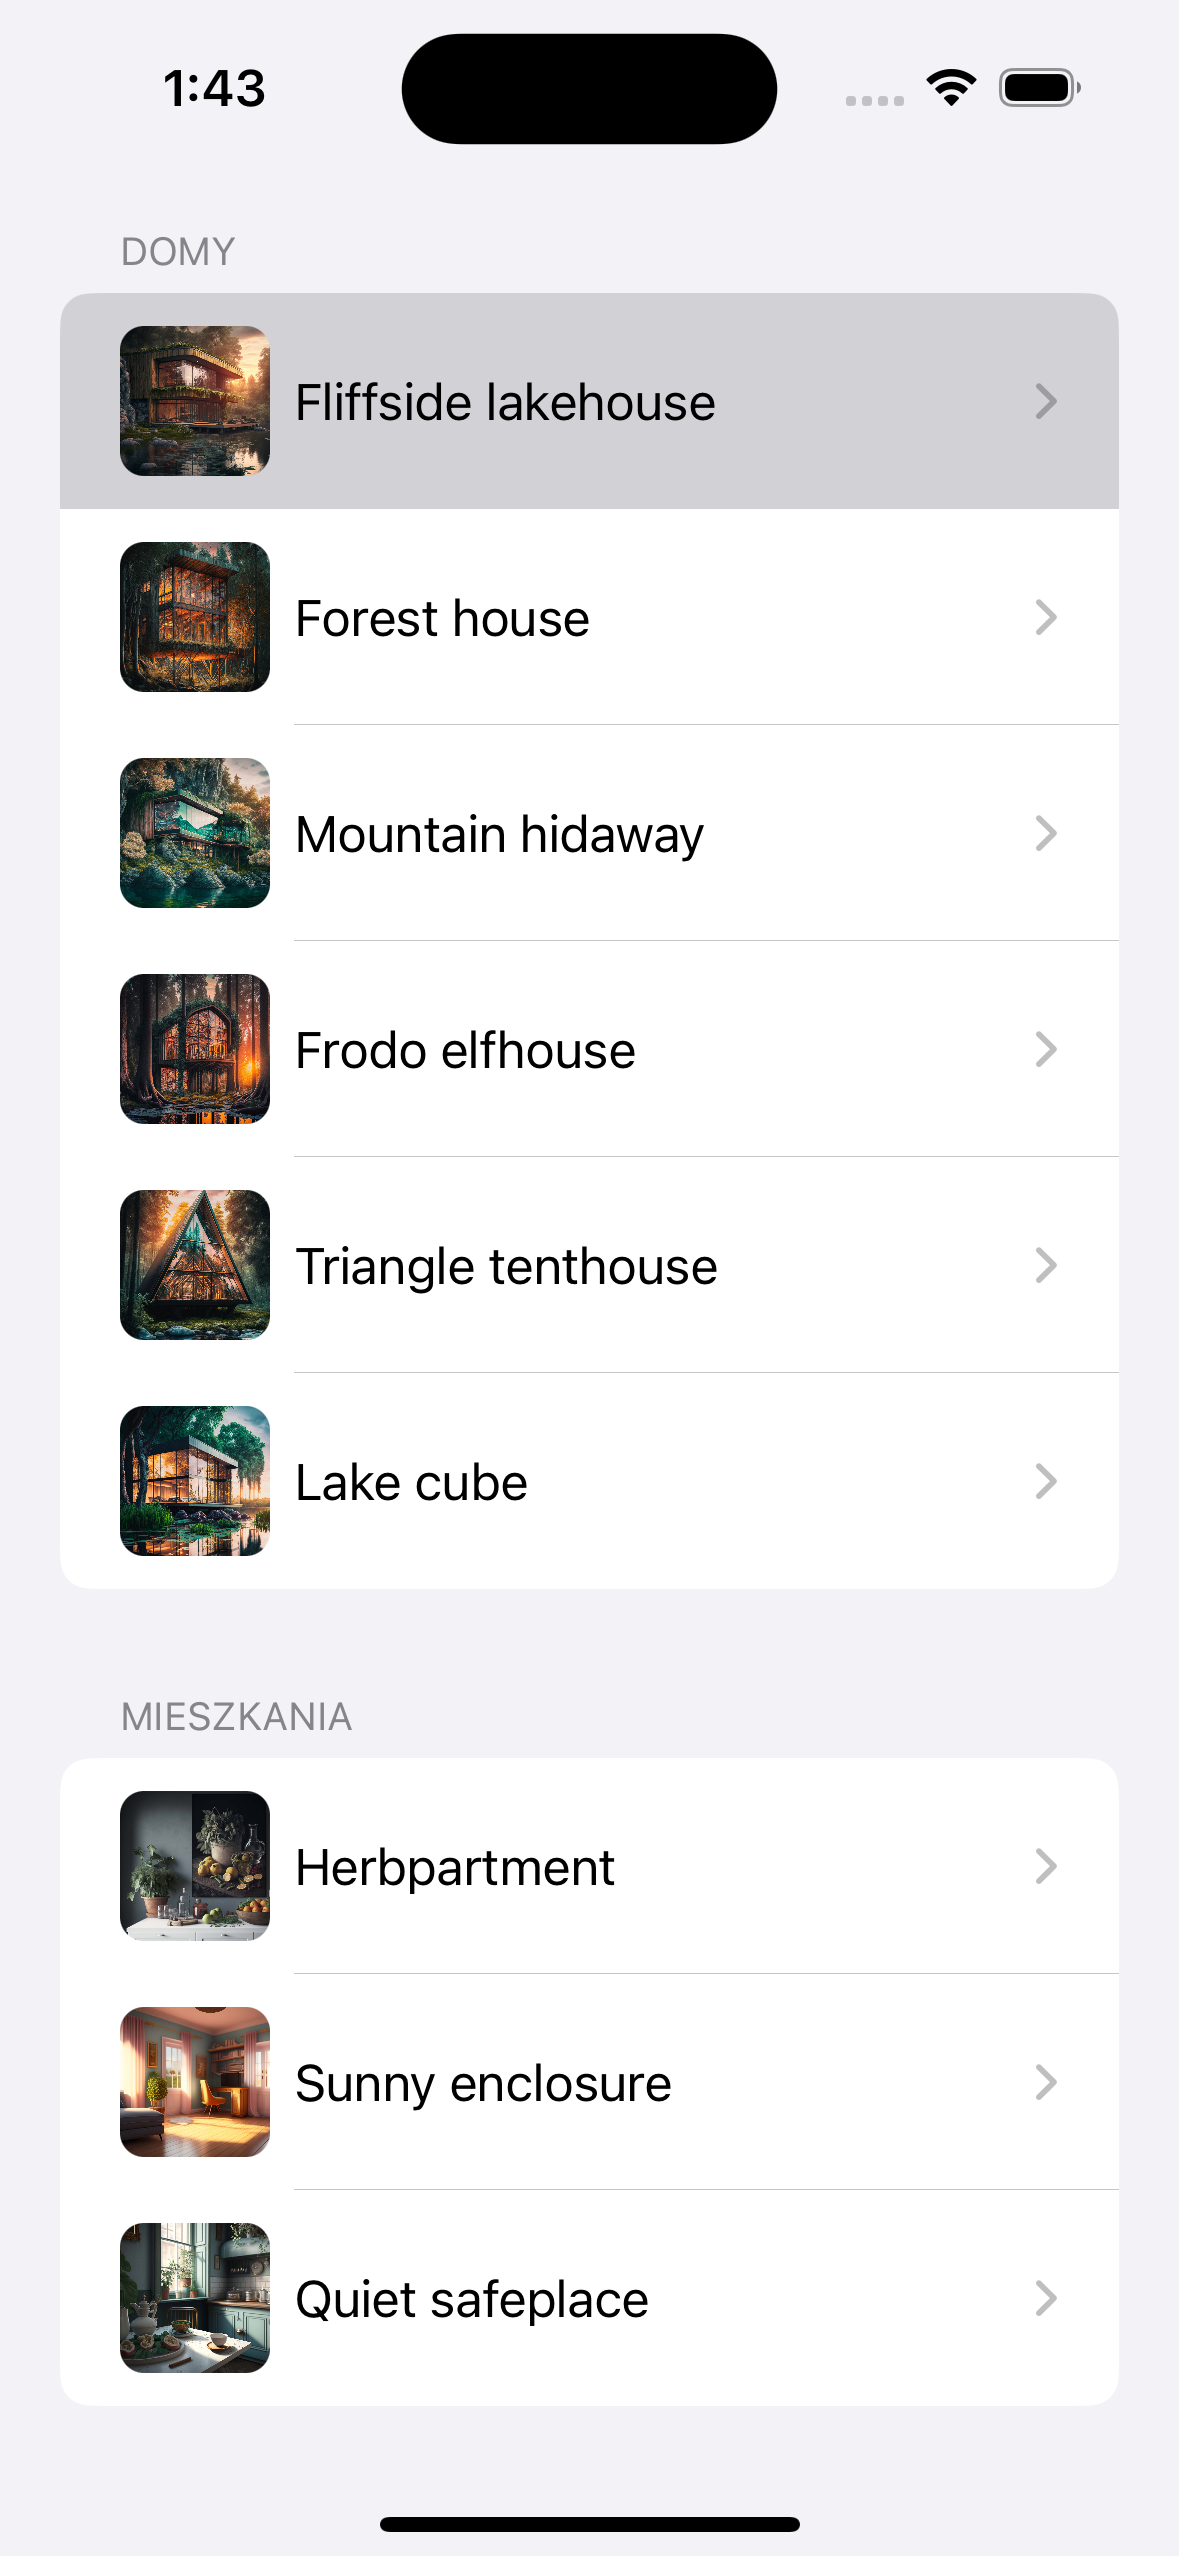 1:43
DOMY
Fliffside lakehouse
Forest house
Mountain hidaway
Frodo elfhouse
Triangle tenthouse
Lake cube
MIESZKANIA
Herbpartment
Sunny enclosure
Quiet safeplace